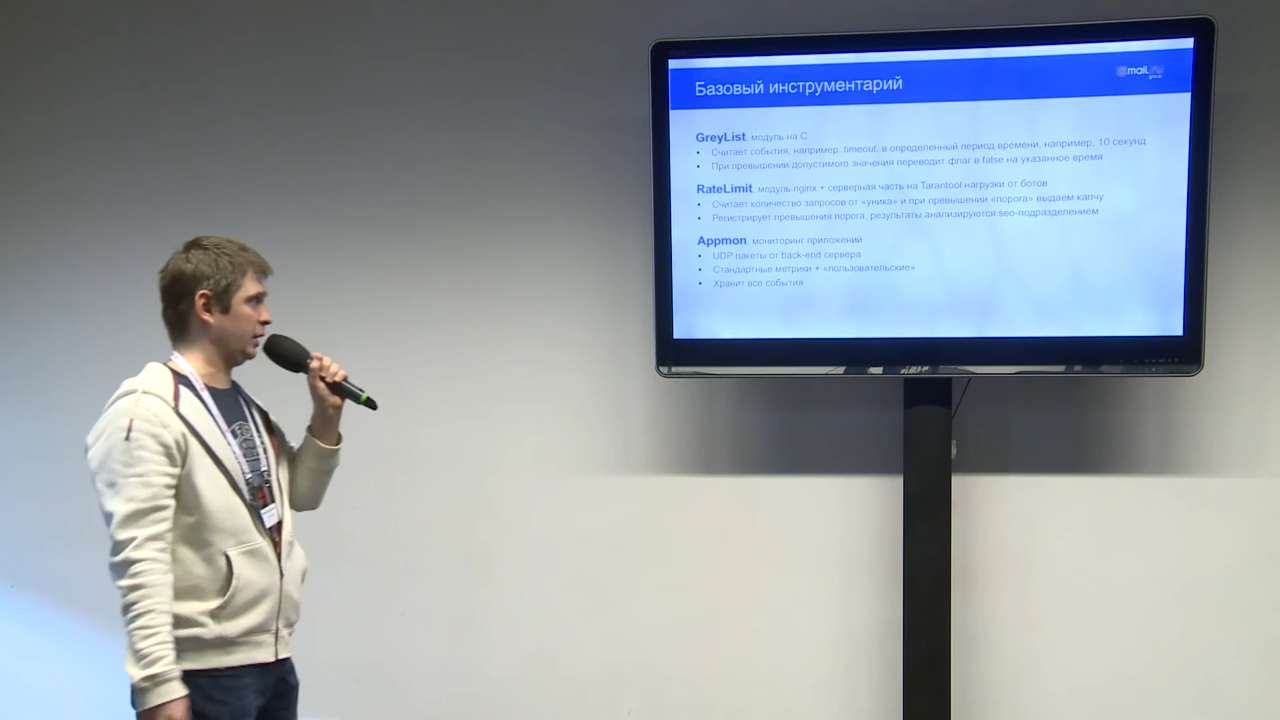 Базовый инструментарий
@mail.ru
group
GreyList, модуль на C
• Считает события, например, timeout, в определенный период времени, например, 10 секунд
• При превышении допустимого значения переводит флаг в false на указанное время
RateLimit, модуль nginx + серверная часть на Tarantool нагрузки от ботов
• Считает количество запросов от «уника» и при превышении «порога» выдаем капчу
• Регистрирует превышения порога, результаты анализируются seo-подразделением
Appmon, мониторинг приложений
• UDP пакеты от back-end сервера
• Стандартные метрики + «пользовательские»
• Хранит все события